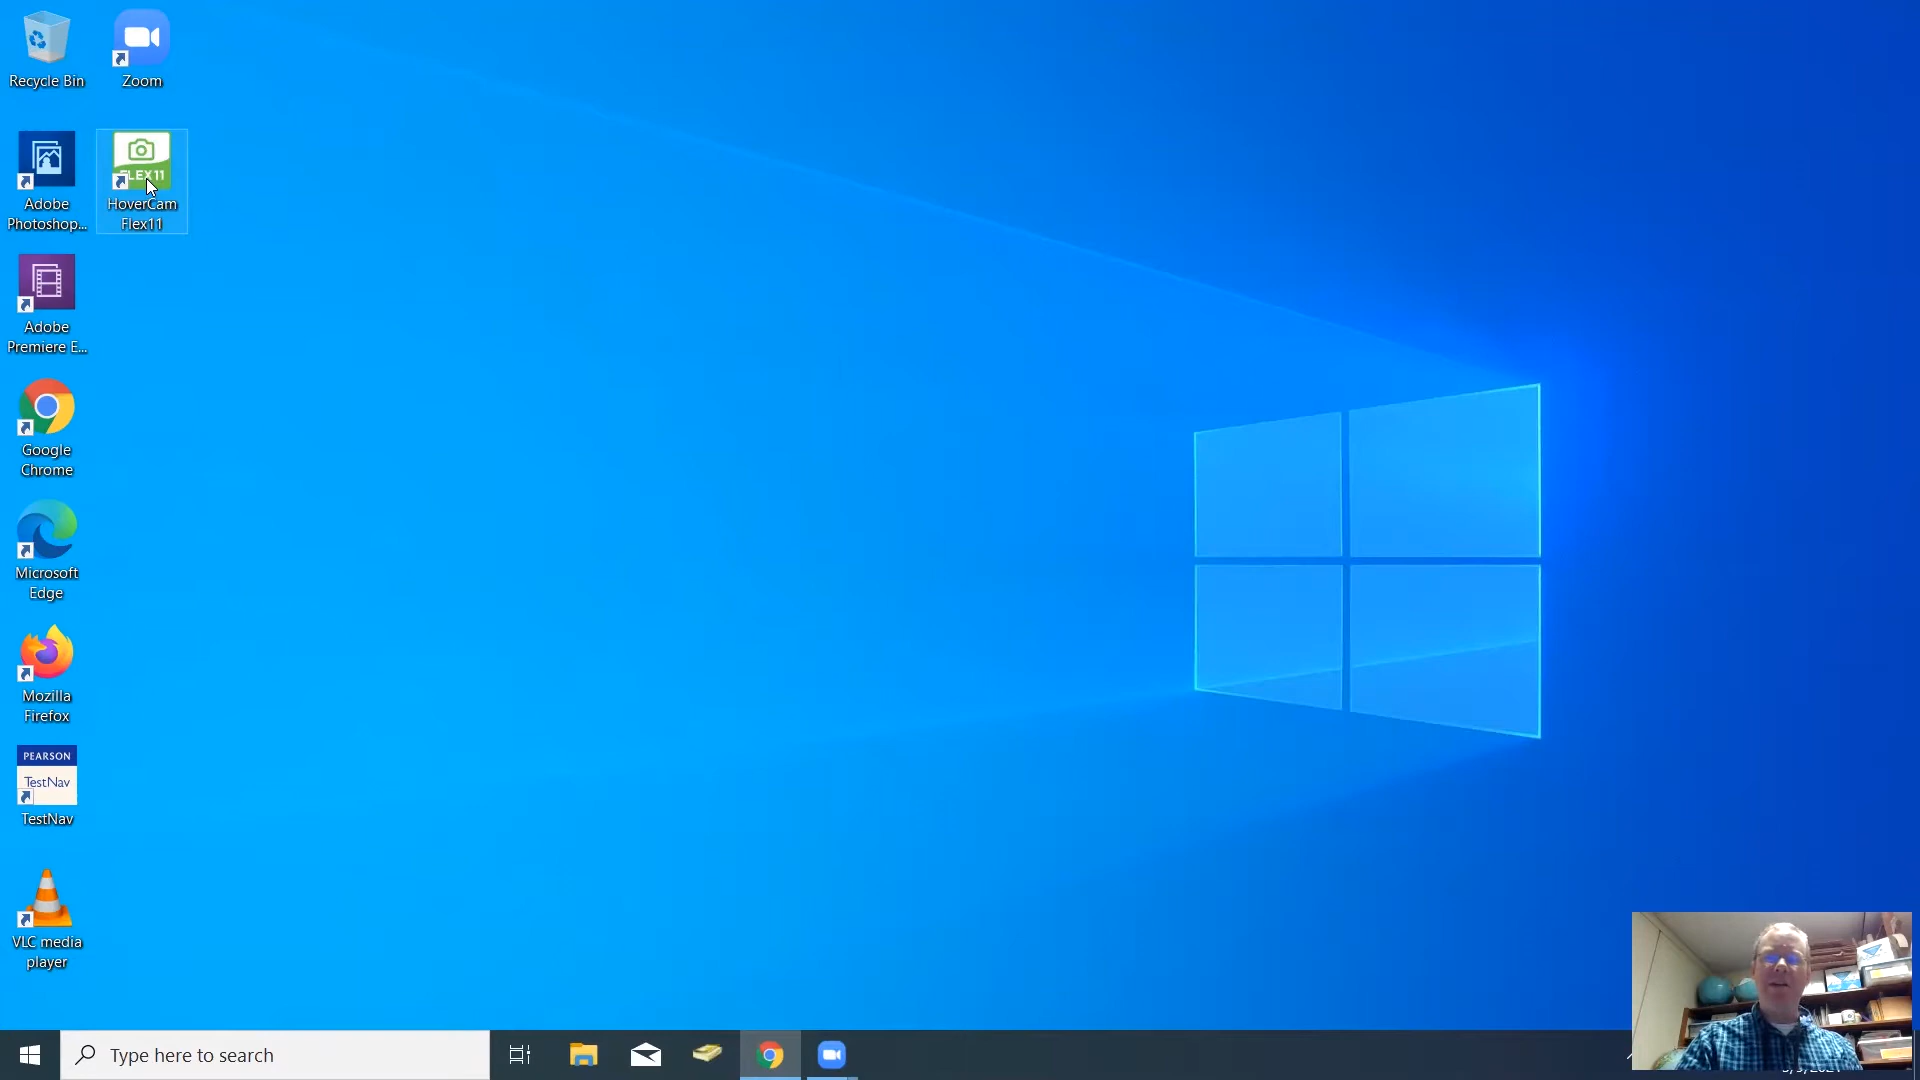 Recycle Bin
Zoom
Adobe
Photoshop...
FLEX11
HoverCam
Flex11
Adobe
Premiere E...
Google
Chrome
Microsoft
Edge
Mozilla
Firefox
PEARSON
TestNav
TestNav
VLC media
player
Type here to search